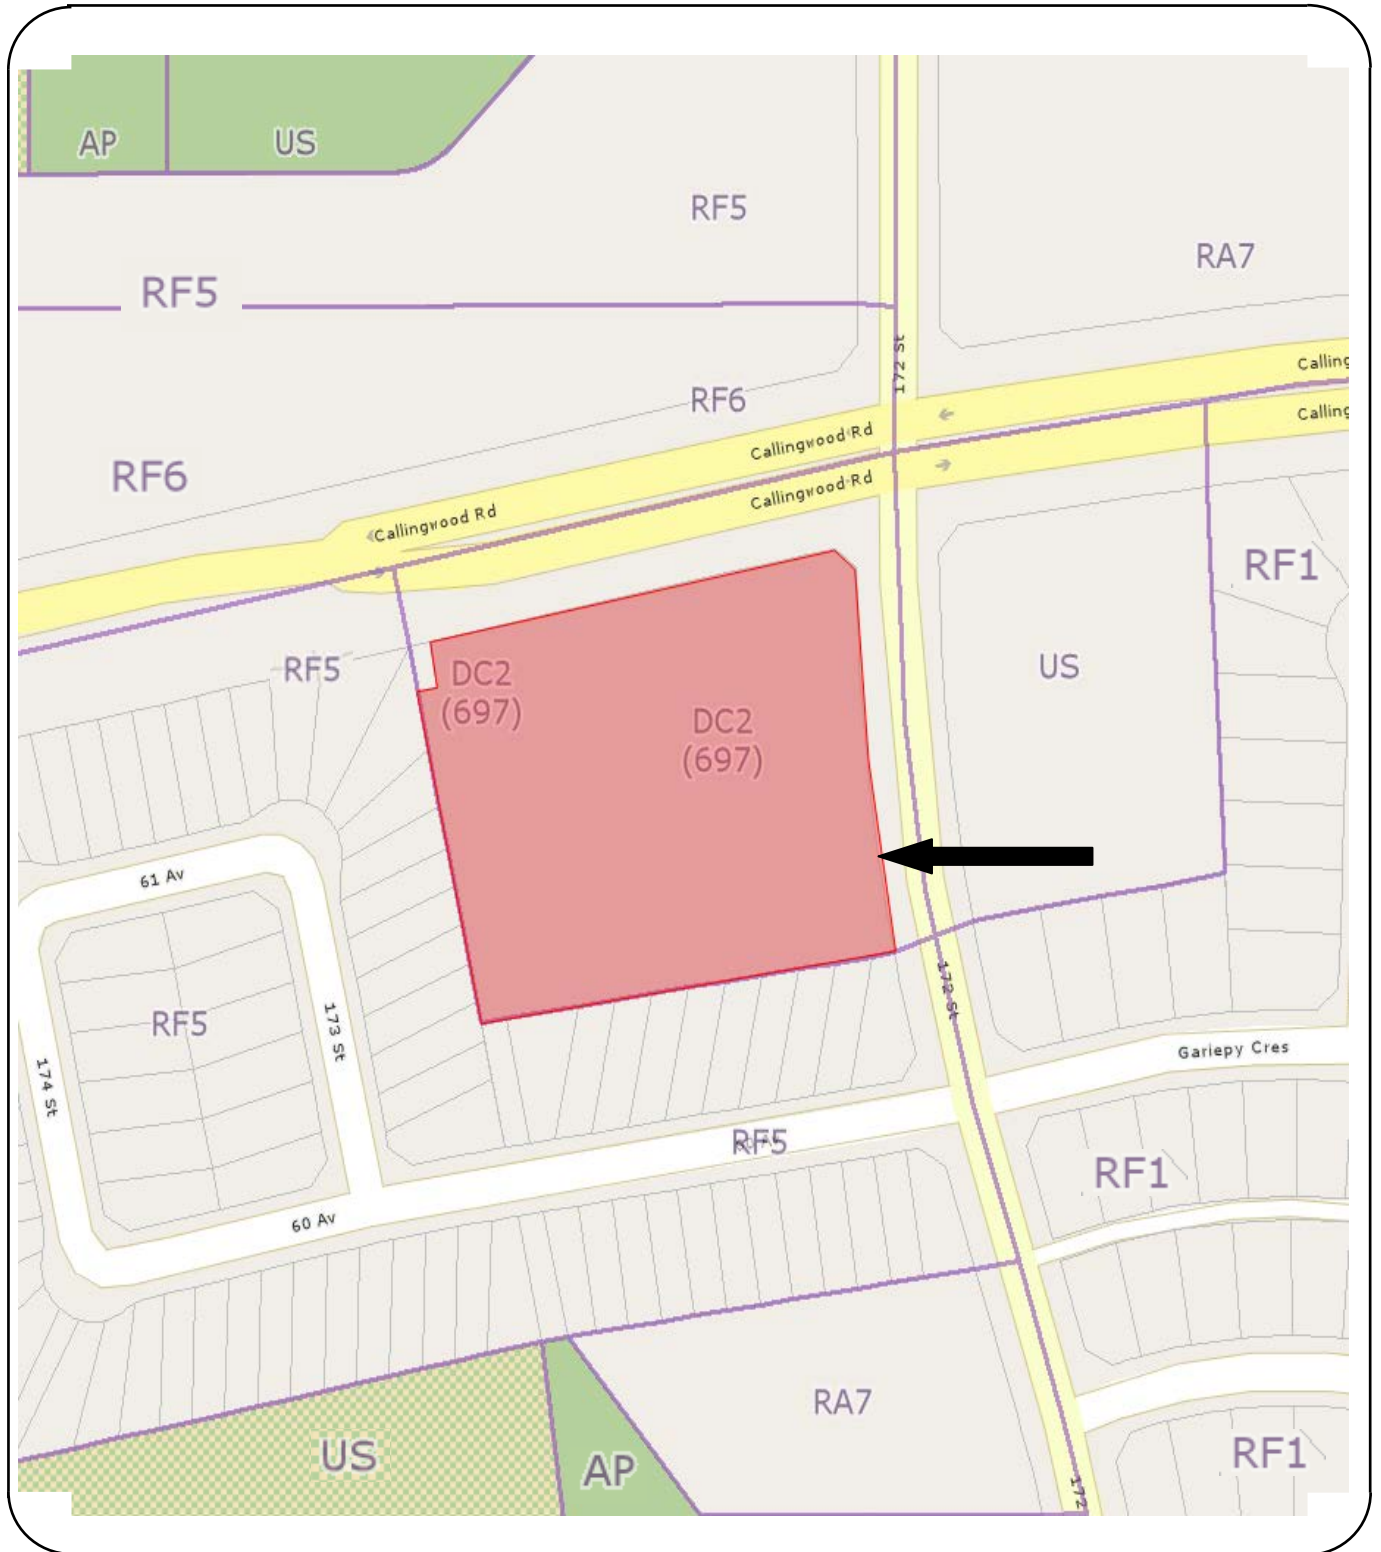 AP
US
RF5
RA7
RF5
172 St
Calling
RF6
Calling
Callingwood Rd
RF6
Callingwood Rd
Callingwood Rd
RF1
RF5
DC2
(697)
US
DC2
(697)
61 Av
172 St
RF5
173 St
Gariepy Cres
174 St
RF5
RF1
60 Av
RA7
US
AP
RF1
172